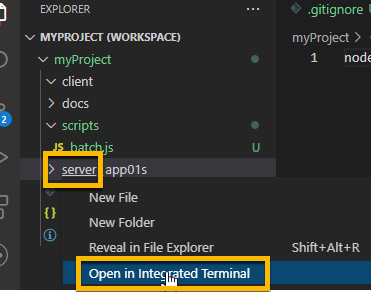 EXPLORER
.gitignore
MYPROJECT (WORKSPACE)
myProject
myProject
client
1 node
docs
scripts
JS batch.js U
2
server app01s
New File
{}
New Folder
Reveal in File Explorer Shift+Alt+R
Open in Integrated Terminal